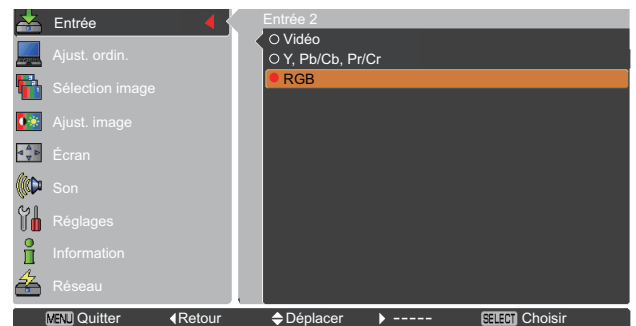 Entrée
Ajust. ordin.
Sélection image
Ajust. image
Écran
Son
Réglages
Information
Réseau
Entrée 2
Vidéo
Y, Pb/Cb, Pr/Cr
RGB
MENU Quitter Retour Déplacer ----- SELECT Choisir